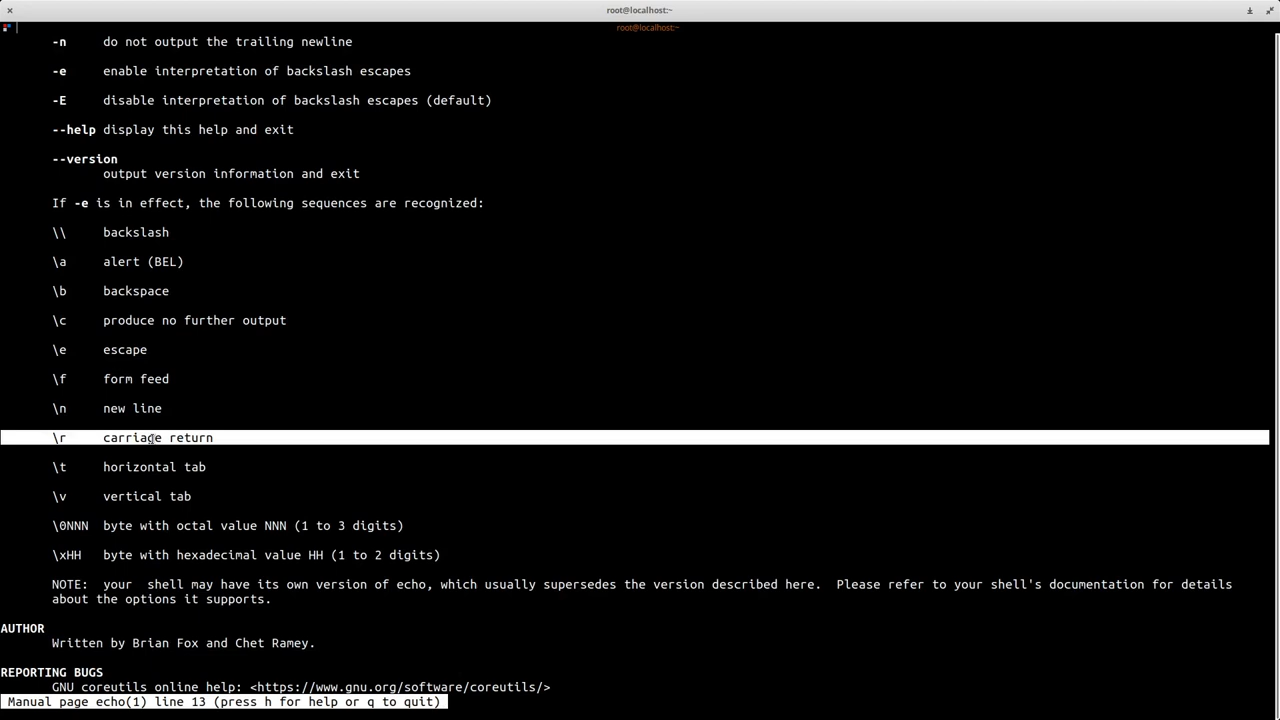 root@localhost:~
root@localhost:~
-n do not output the trailing newline
-e enable interpretation of backslash escapes
-E disable interpretation of backslash escapes (default)
--help display this help and exit
--version
output version information and exit
If -e is in effect, the following sequences are recognized:
\\ backslash
\a alert (BEL)
\b backspace
\c produce no further output
\e escape
\f form feed
\n new line
\r carriage return
\t horizontal tab
\v vertical tab
\0NNN byte with octal value NNN (1 to 3 digits)
\xHH byte with hexadecimal value HH (1 to 2 digits)
NOTE: your shell may have its own version of echo, which usually supersedes the version described here. Please refer to your shell's documentation for details
about the options it supports.
AUTHOR
Written by Brian Fox and Chet Ramey.
REPORTING BUGS
GNU coreutils online help: <https://www.gnu.org/software/coreutils/>
Manual page echo(1) line 13 (press h for help or q to quit)